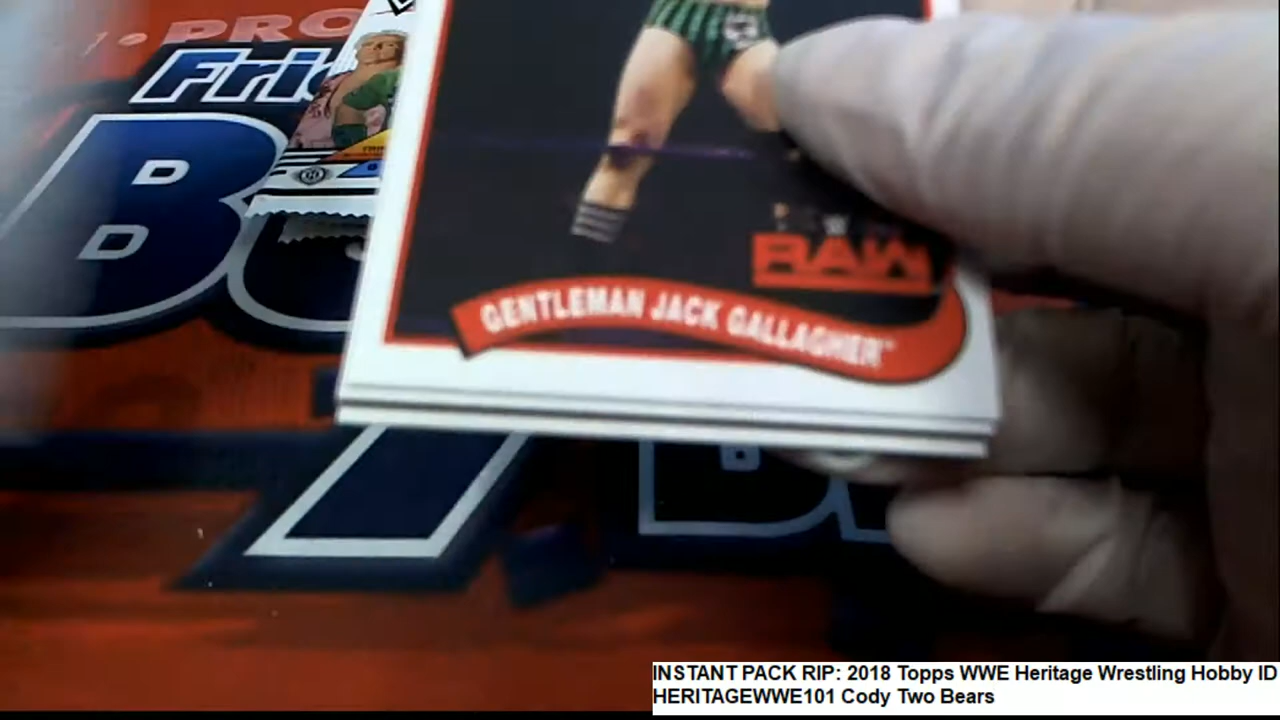 PRO
Fri
B
RAW
GENTLEMAN JACK GALLAGHER
INSTANT PACK RIP: 2018 Topps WWE Heritage Wrestling Hobby ID
HERITAGEWWE101 Cody Two Bears